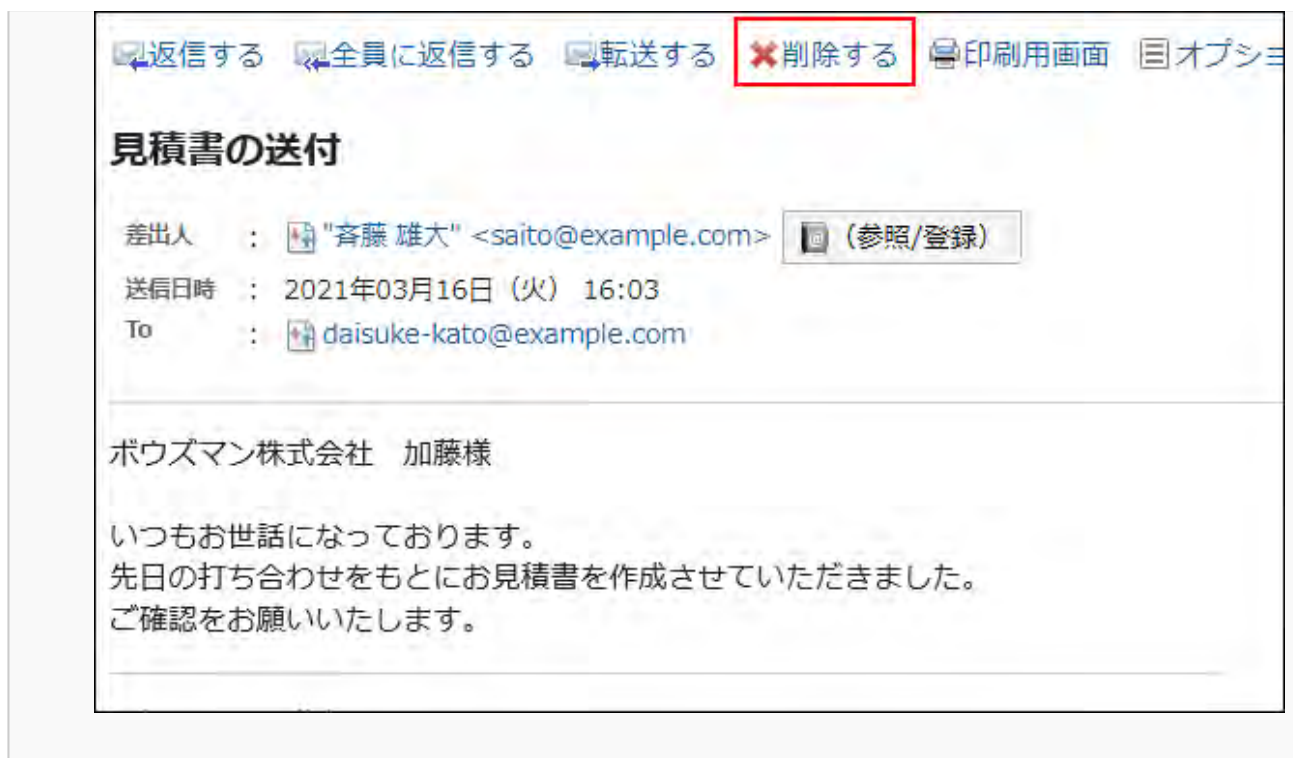 返信する 全員に返信する 転送する 削除する 印刷用画面 オプショ
見積書の送付
差出人 : "斉藤 雄大" <saito@example.com> (参照/登録)
送信日時 : 2021年03月16日（火） 16:03
To : daisuke-kato@example.com
ボウズマン株式会社　加藤様
いつもお世話になっております。
先日の打ち合わせをもとにお見積書を作成させていただきました。
ご確認をお願いいたします。